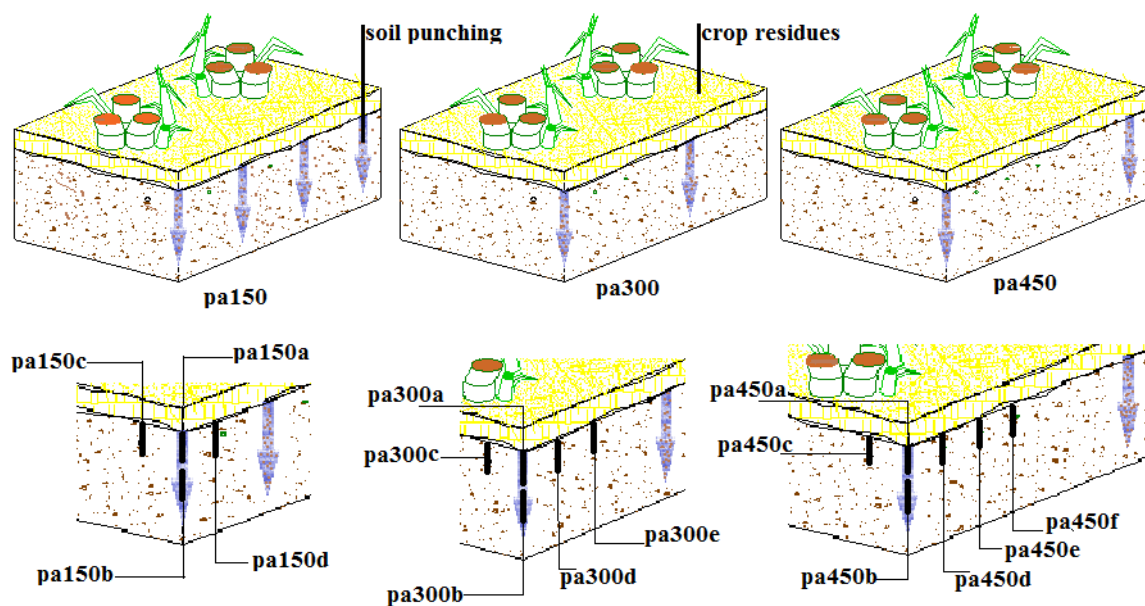 soil punching
crop residues
pa150
pa300
pa450
pa150c
pa150a
pa150b
pa150d
pa300a
pa300c
pa300e
pa300d
pa300b
pa450a
pa450c
pa450f
pa450e
pa450b
pa450d